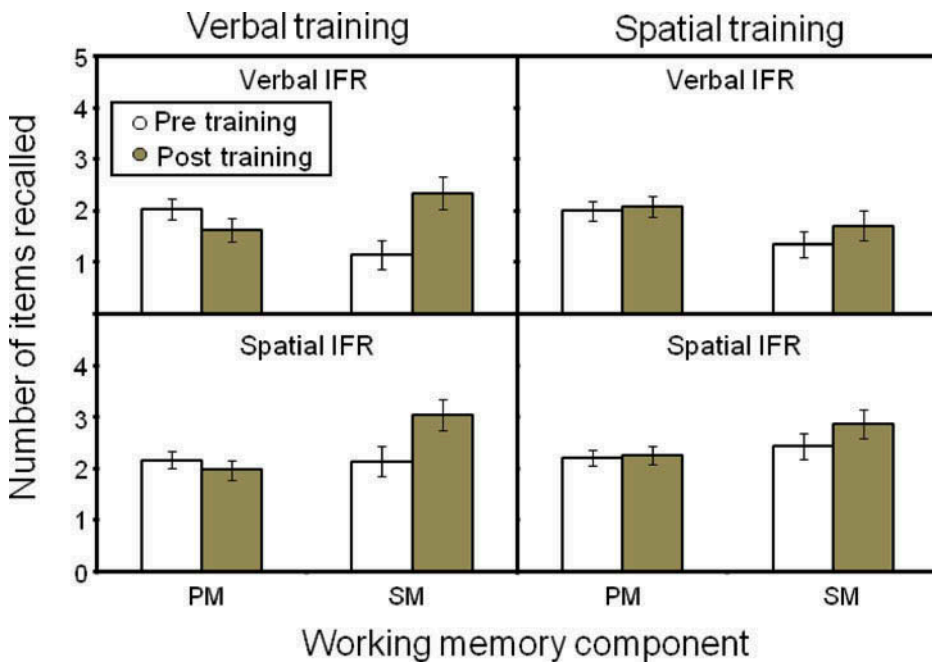 Verbal training
Spatial training
5
Verbal IFR
Verbal IFR
4
Pre training
Post training
3
2
1
Spatial IFR
Spatial IFR
4
3
2
1
0
PM
SM
PM
SM
Number of items recalled
Working memory component